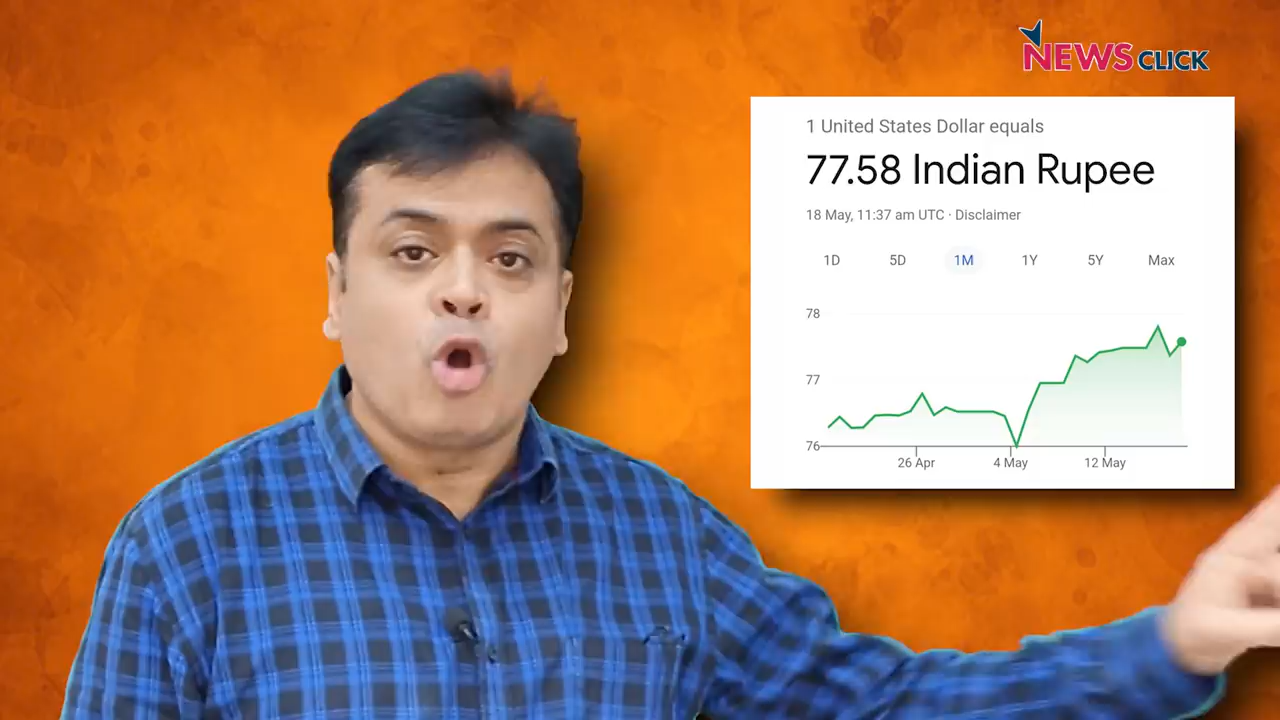 NEWSCLICK
1 United States Dollar equals
77.58 Indian Rupee
18 May, 11:37 am UTC · Disclaimer
1D 5D 1M 1Y 5Y Max
78
77
76
26 Apr 4 May 12 May